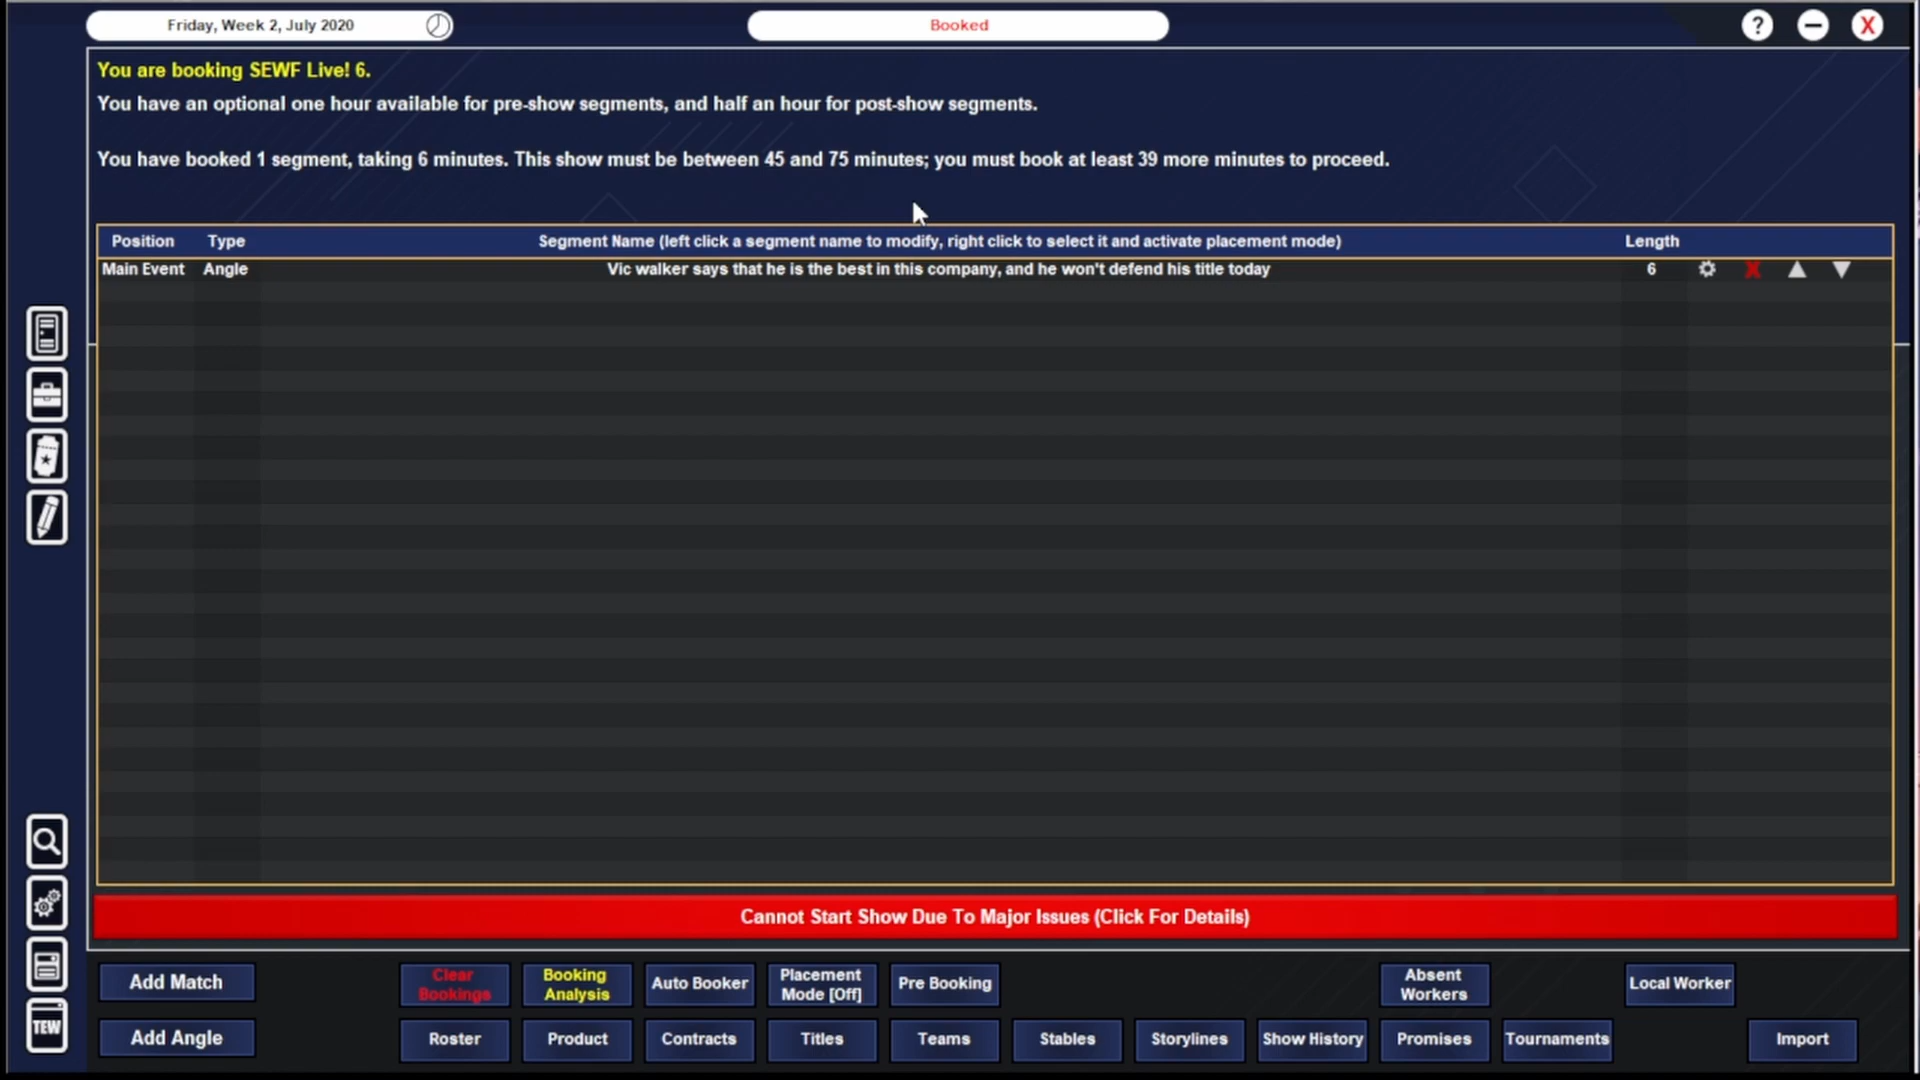 Friday, Week 2, July 2020
Booked
?
X
You are booking SEWF Live! 6.
You have an optional one hour available for pre-show segments, and half an hour for post-show segments.
You have booked 1 segment, taking 6 minutes. This show must be between 45 and 75 minutes; you must book at least 39 more minutes to proceed.
Position Type Segment Name (left click a segment name to modify, right click to select it and activate placement mode) Length
Main Event Angle Vic walker says that he is the best in this company, and he won't defend his title today 6 X
Cannot Start Show Due To Major Issues (Click For Details)
Add Match
Clear
Bookings
Booking
Analysis
Auto Booker
Placement
Mode [Off]
Pre Booking
Absent
Workers
Local Worker
TEW
Add Angle
Roster
Product
Contracts
Titles
Teams
Stables
Storylines
Show History
Promises
Tournaments
Import